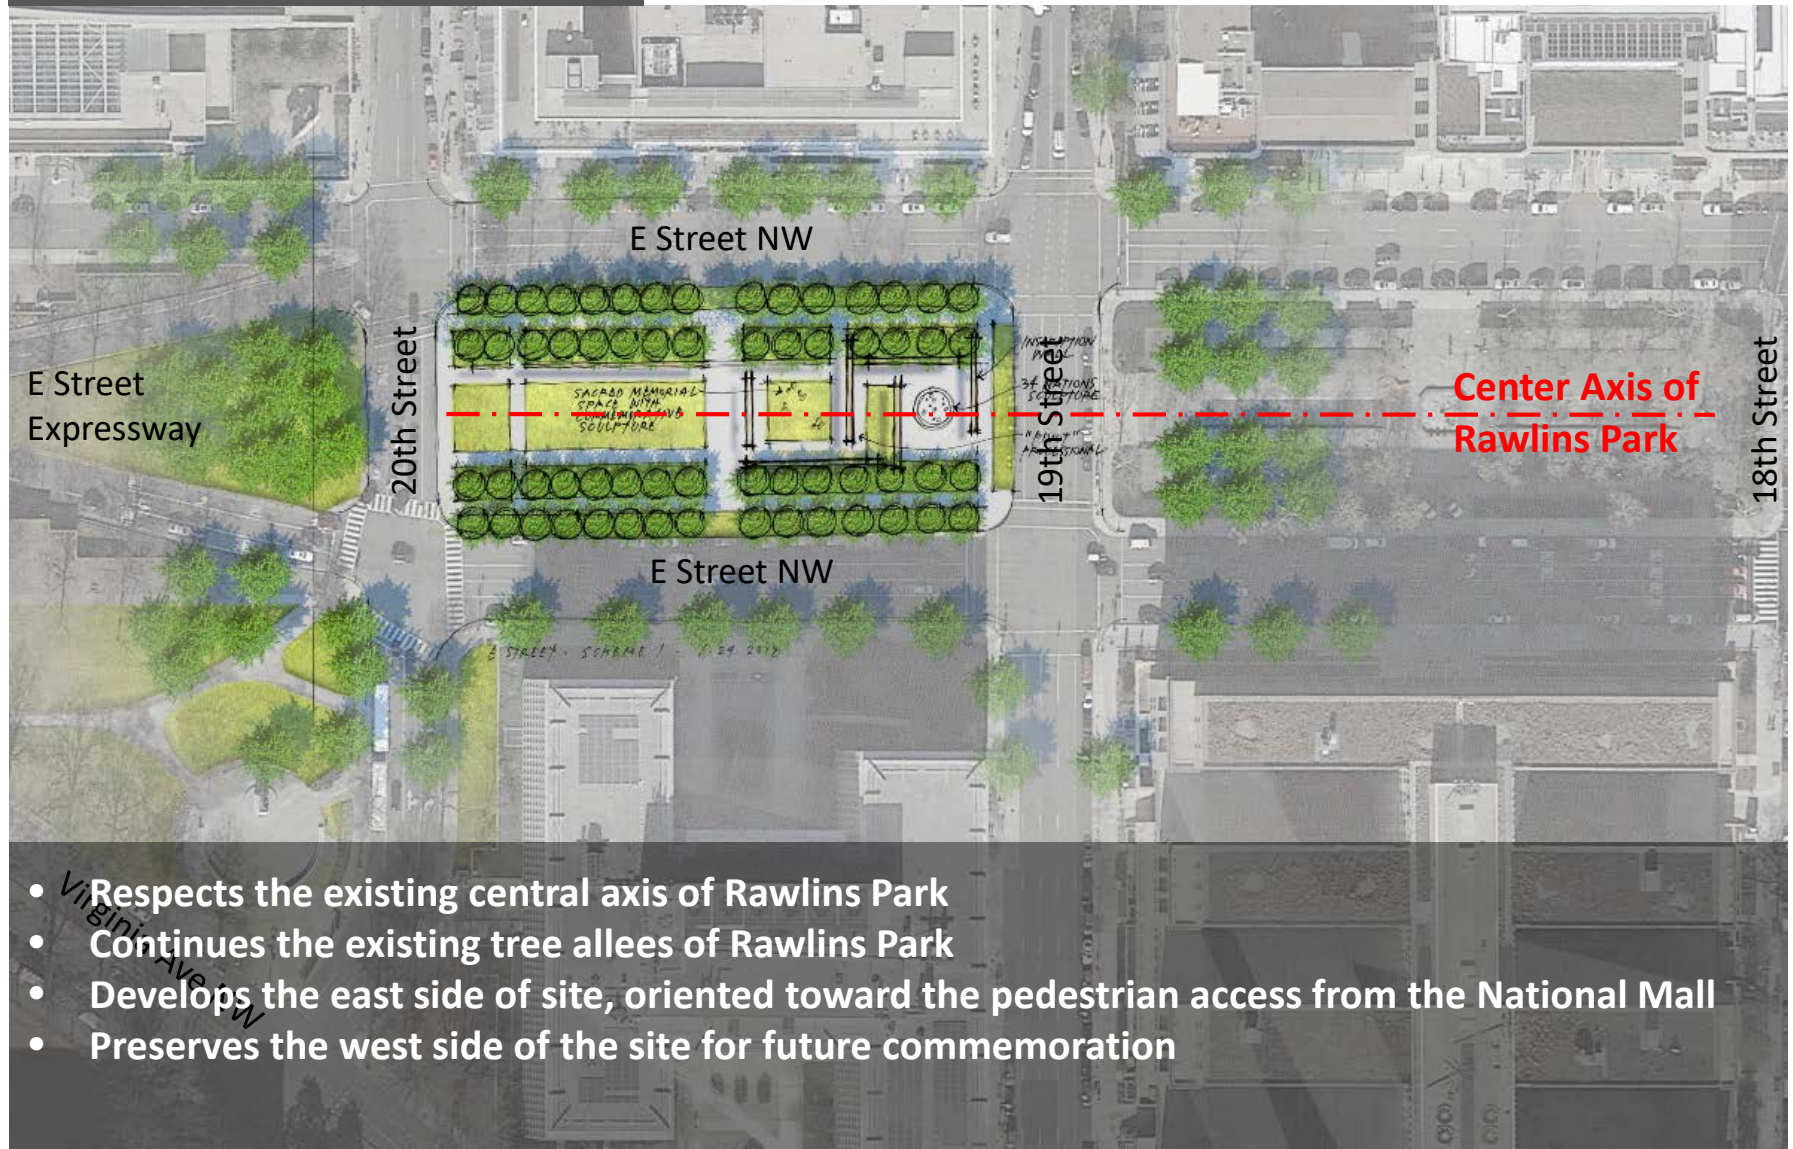 E Street NW
INSCRIPTION
WALL
34 NATIONS
SCULPTURE
SACRED MEMORIAL
SPACE WITH
COMMEMORATIVE
SCULPTURE
20th Street
19th Street
18th Street
E Street
Expressway
Center Axis of
Rawlins Park
E Street NW
E STREET - SCHEME 1 -
Virginia Ave NW
• Respects the existing central axis of Rawlins Park
• Continues the existing tree allees of Rawlins Park
• Develops the east side of site, oriented toward the pedestrian access from the National Mall
• Preserves the west side of the site for future commemoration